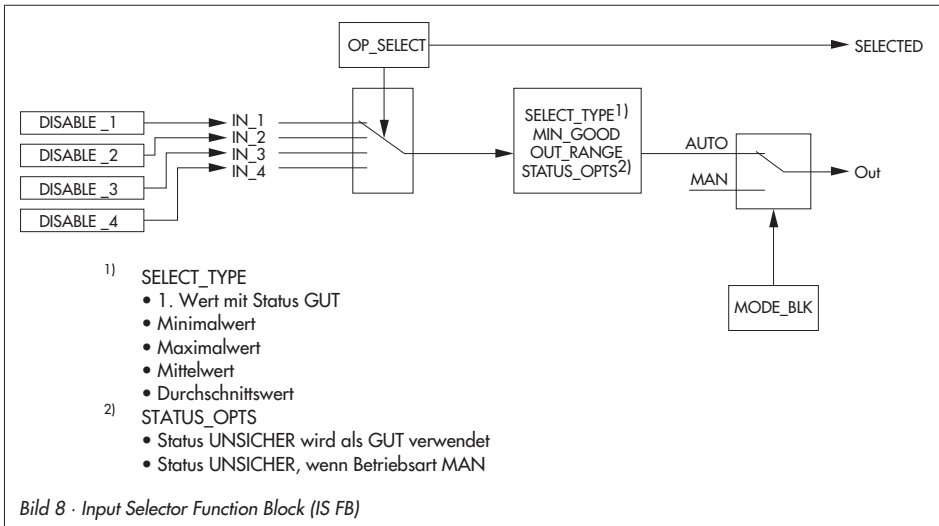 OP_SELECT
SELECTED
DISABLE _1
DISABLE _2
DISABLE _3
DISABLE _4
IN_1
IN_2
IN_3
IN_4
SELECT_TYPE1)
MIN_GOOD
OUT_RANGE
STATUS_OPTS2)
AUTO
MAN
Out
MODE_BLK
1) SELECT_TYPE
• 1. Wert mit Status GUT
• Minimalwert
• Maximalwert
• Mittelwert
• Durchschnittswert
2) STATUS_OPTS
• Status UNSICHER wird als GUT verwendet
• Status UNSICHER, wenn Betriebsart MAN
Bild 8 · Input Selector Function Block (IS FB)